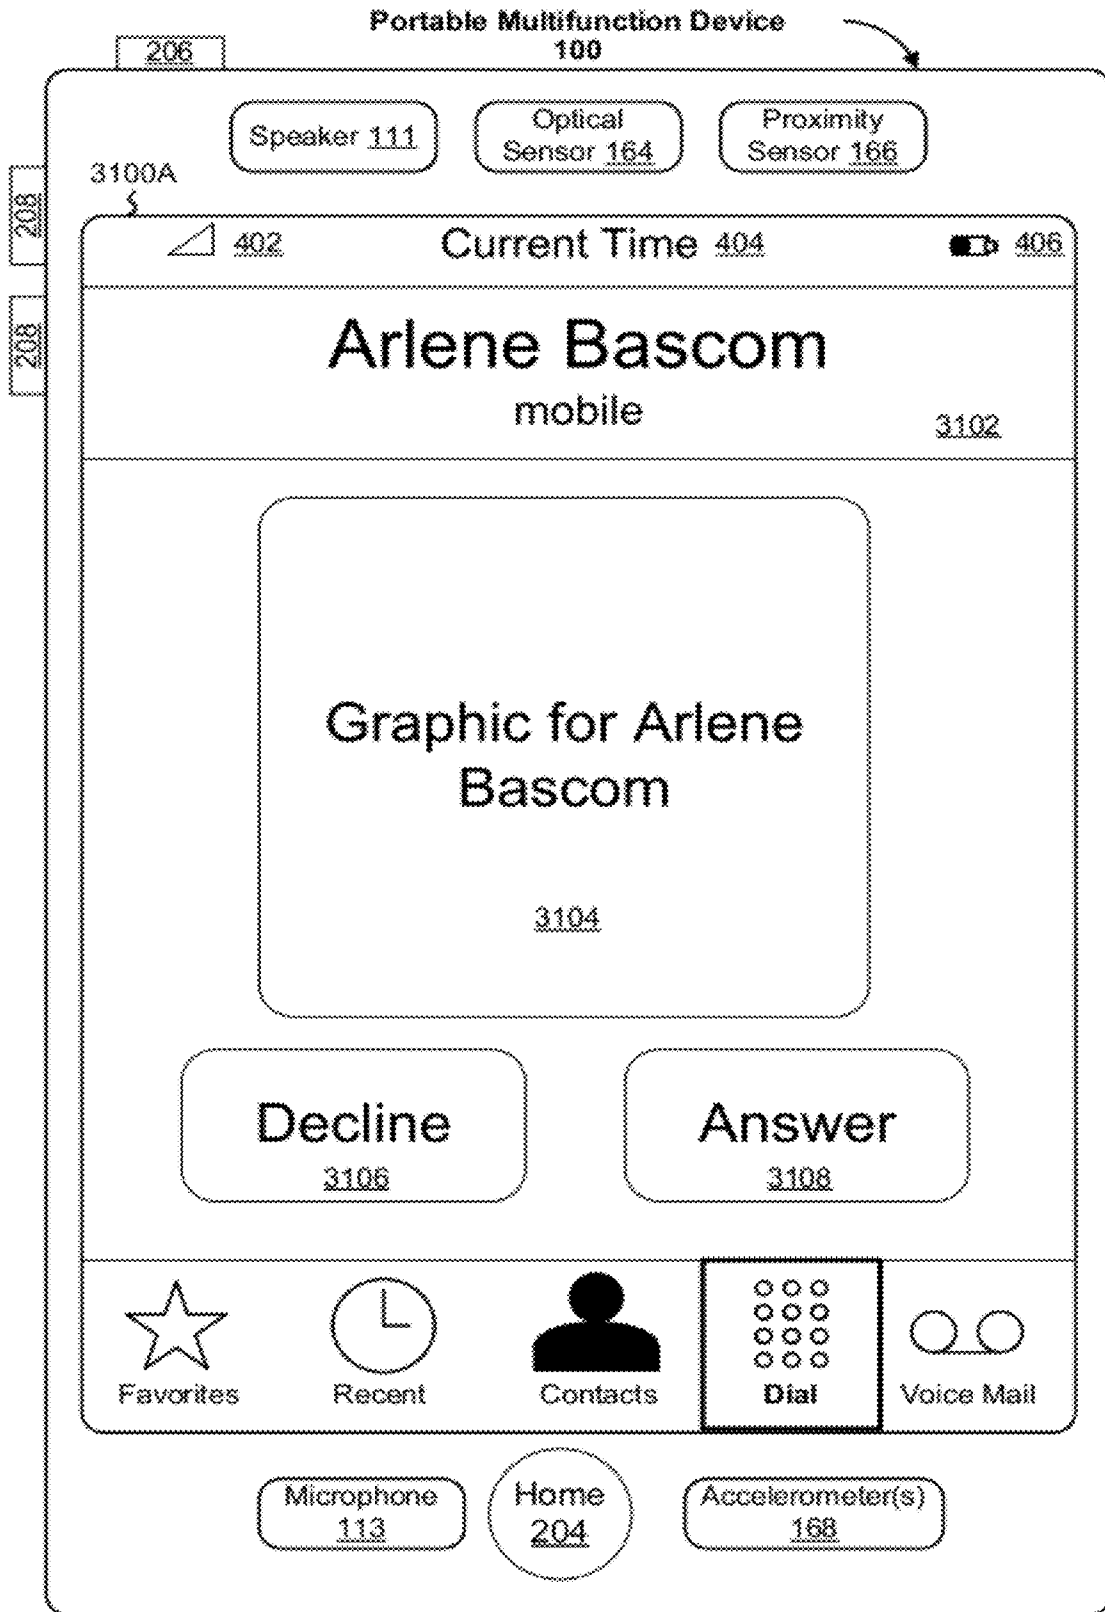 Portable Multifunction Device
100
206
Speaker 111
Optical
Sensor 164
Proximity
Sensor 166
208
3100A
402
Current Time 404
406
208
Arlene Bascom
mobile
3102
Graphic for Arlene
Bascom
3104
Decline
3106
Answer
3108
Favorites
Recent
Contacts
Dial
Voice Mail
Microphone
113
Home
204
Accelerometer(s)
168